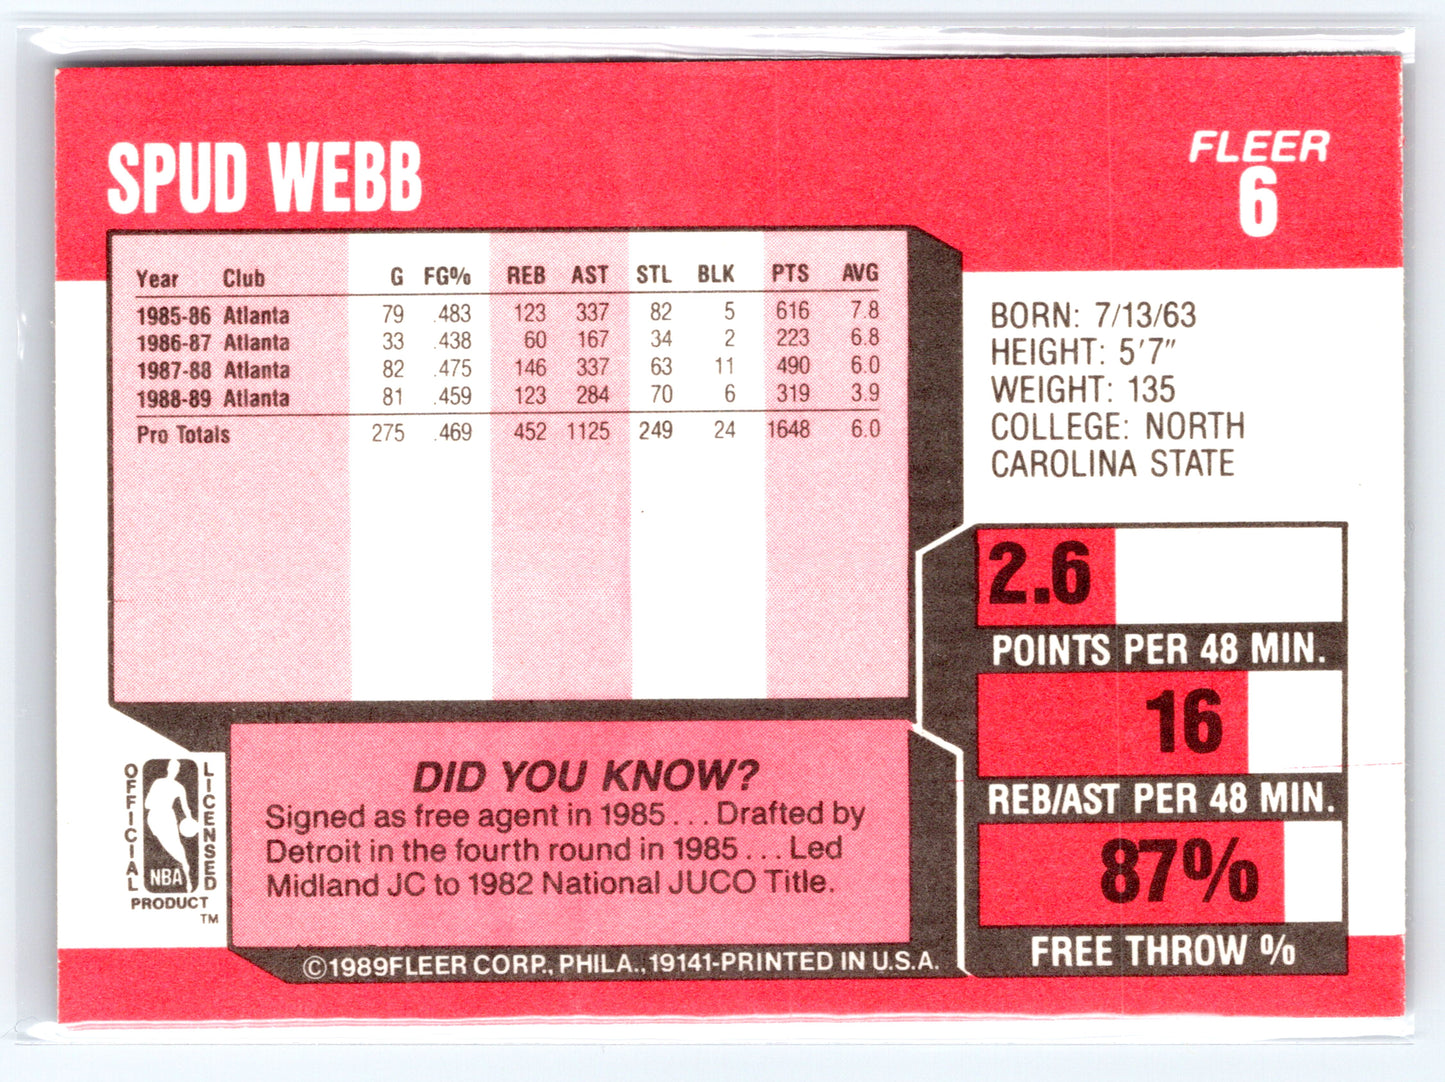 SPUD WEBB
FLEER
6
Year Club G FG% REB AST STL BLK PTS AVG
1985-86 Atlanta 79 .483 123 337 82 5 616 7.8
1986-87 Atlanta 33 .438 60 167 34 2 223 6.8
1987-88 Atlanta 82 .475 146 337 63 11 490 6.0
1988-89 Atlanta 81 .459 123 284 70 6 319 3.9
Pro Totals 275 .469 452 1125 249 24 1648 6.0
BORN: 7/13/63
HEIGHT: 5'7"
WEIGHT: 135
COLLEGE: NORTH
CAROLINA STATE
2.6
POINTS PER 48 MIN.
16
REB/AST PER 48 MIN.
87%
FREE THROW %
OFFICIAL
LICENSED
NBA
PRODUCT
TM
DID YOU KNOW?
Signed as free agent in 1985 . . . Drafted by
Detroit in the fourth round in 1985 . . . Led
Midland JC to 1982 National JUCO Title.
©1989FLEER CORP., PHILA., 19141-PRINTED IN U.S.A.